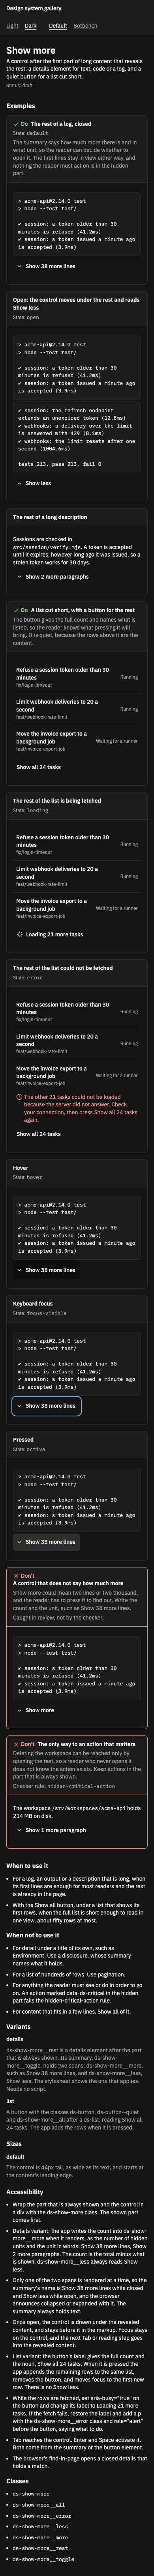 Design system gallery
Light Dark Default Botbench
Show more
A control after the first part of long content that reveals
the rest: a details element for text, code or a log, and a
quiet button for a list cut short.
Status: draft
Examples
Do The rest of a log, closed
State: default
The summary says how much more there is and
in what unit, so the reader can decide whether to
open it. The first lines stay in view either way, and
nothing the reader must act on is in the hidden
part.
> acme-api@2.14.0 test
> node --test test/
✔ session: a token older than 30
minutes is refused (41.2ms)
✔ session: a token issued a minute ago
is accepted (3.9ms)
Show 38 more lines
Open: the control moves under the rest and reads
Show less
State: open
> acme-api@2.14.0 test
> node --test test/
✔ session: a token older than 30
minutes is refused (41.2ms)
✔ session: a token issued a minute ago
is accepted (3.9ms)
✔ session: the refresh endpoint
extends an unexpired token (12.8ms)
✔ webhooks: a delivery over the limit
is answered with 429 (8.1ms)
✔ webhooks: the limit resets after one
second (1004.6ms)
tests 213, pass 213, fail 0
Show less
The rest of a long description
Sessions are checked in
src/session/verify.mjs. A token is accepted
until it expires, however long ago it was issued, so a
stolen token works for 30 days.
Show 2 more paragraphs
Do A list cut short, with a button for the rest
The button gives the full count and names what is
listed, so the reader knows what pressing it will
bring. It is quiet, because the rows above it are the
content.
Refuse a session token older than 30
minutes
fix/login-timeout
Running
Limit webhook deliveries to 20 a
second
feat/webhook-rate-limit
Running
Move the invoice export to a
background job
feat/invoice-export-job
Waiting for a runner
Show all 24 tasks
The rest of the list is being fetched
State: loading
Refuse a session token older than 30
minutes
fix/login-timeout
Running
Limit webhook deliveries to 20 a
second
feat/webhook-rate-limit
Running
Move the invoice export to a
background job
feat/invoice-export-job
Waiting for a runner
Loading 21 more tasks
The rest of the list could not be fetched
State: error
Refuse a session token older than 30
minutes
fix/login-timeout
Running
Limit webhook deliveries to 20 a
second
feat/webhook-rate-limit
Running
Move the invoice export to a
background job
feat/invoice-export-job
Waiting for a runner
The other 21 tasks could not be loaded
because the server did not answer. Check
your connection, then press Show all 24 tasks
again.
Show all 24 tasks
Hover
State: hover
> acme-api@2.14.0 test
> node --test test/
✔ session: a token older than 30
minutes is refused (41.2ms)
✔ session: a token issued a minute ago
is accepted (3.9ms)
Show 38 more lines
Keyboard focus
State: focus-visible
> acme-api@2.14.0 test
> node --test test/
✔ session: a token older than 30
minutes is refused (41.2ms)
✔ session: a token issued a minute ago
is accepted (3.9ms)
Show 38 more lines
Pressed
State: active
> acme-api@2.14.0 test
> node --test test/
✔ session: a token older than 30
minutes is refused (41.2ms)
✔ session: a token issued a minute ago
is accepted (3.9ms)
Show 38 more lines
Don't
A control that does not say how much more
Show more could mean two lines or two thousand,
and the reader has to press it to find out. Write the
count and the unit, such as Show 38 more lines.
Caught in review, not by the checker.
> acme-api@2.14.0 test
> node --test test/
✔ session: a token older than 30
minutes is refused (41.2ms)
✔ session: a token issued a minute ago
is accepted (3.9ms)
Show more
Don't The only way to an action that matters
Deleting the workspace can be reached only by
opening the rest, so a reader who never opens it
does not know the action exists. Keep actions in the
part that is always shown.
Checker rule: hidden-critical-action
The workspace /srv/workspaces/acme-api holds
214 MB on disk.
Show 1 more paragraph
When to use it
For a log, an output or a description that is long, when
its first lines are enough for most readers and the rest
is already in the page.
With the Show all button, under a list that shows its
first rows, when the full list is short enough to read in
one view, about fifty rows at most.
When not to use it
For detail under a title of its own, such as
Environment. Use a disclosure, whose summary
names what it holds.
For a list of hundreds of rows. Use pagination.
For anything the reader must see or do in order to go
on. An action marked data-ds-critical in the hidden
part fails the hidden-critical-action rule.
For content that fits in a few lines. Show all of it.
Variants
details
ds-show-more__rest is a details element after the part
that is always shown. Its summary, ds-show-
more__toggle, holds two spans: ds-show-more__more,
such as Show 38 more lines, and ds-show-more__less,
Show less. The stylesheet shows the one that applies.
Needs no script.
list
A button with the classes ds-button, ds-button--quiet
and ds-show-more__all after a ds-list, reading Show all
24 tasks. The app adds the rows when it is pressed.
Sizes
default
The control is 44px tall, as wide as its text, and starts at
the content's leading edge.
Accessibility
Wrap the part that is always shown and the control in
a div with the ds-show-more class. The shown part
comes first.
Details variant: the app writes the count into ds-show-
more__more when it renders, as the number of hidden
units and the unit in words: Show 38 more lines, Show
2 more paragraphs. The count is the total minus what
is shown. ds-show-more__less always reads Show
less.
Only one of the two spans is rendered at a time, so the
summary's name is Show 38 more lines while closed
and Show less while open, and the browser
announces collapsed or expanded with it. The
summary always holds text.
Once open, the control is drawn under the revealed
content, and stays before it in the markup. Focus stays
on the control, and the next Tab or reading step goes
into the revealed content.
List variant: the button's label gives the full count and
the noun, Show all 24 tasks. When it is pressed the
app appends the remaining rows to the same list,
removes the button, and moves focus to the first new
row. There is no Show less.
While the rows are fetched, set aria-busy="true" on
the button and change its label to Loading 21 more
tasks. If the fetch fails, restore the label and add a p
with the ds-show-more__error class and role="alert"
before the button, saying what to do.
Tab reaches the control. Enter and Space activate it.
Both come from the summary or the button element.
The browser's find-in-page opens a closed details that
holds a match.
Classes
ds-show-more
ds-show-more__all
ds-show-more__error
ds-show-more__less
ds-show-more__more
ds-show-more__rest
ds-show-more__toggle